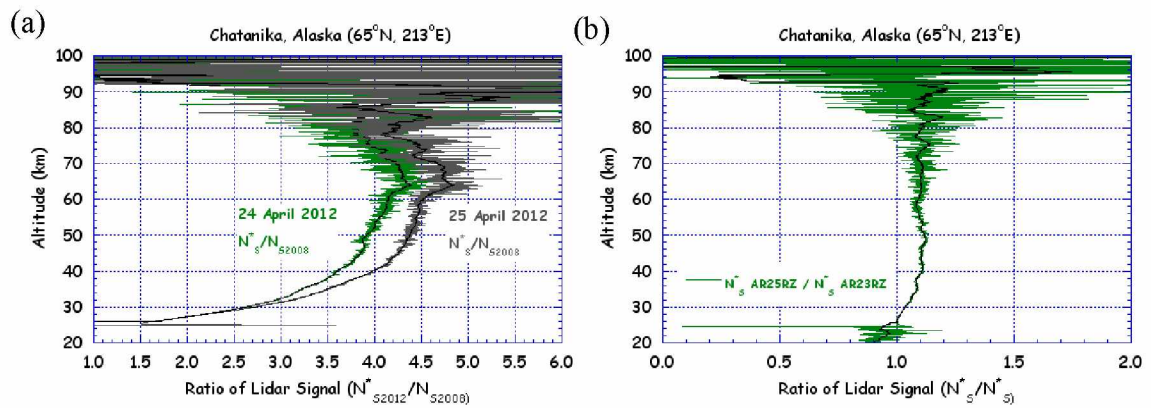 (a)
Chatanika, Alaska (65°N, 213°E)
100
90
80
70
60
50
40
30
20
Altitude (km)
24 April 2012
N*S/NS2008
25 April 2012
N*S/NS2008
1.0 1.5 2.0 2.5 3.0 3.5 4.0 4.5 5.0 5.5 6.0
Ratio of Lidar Signal (N*S2012/NS2008)
(b)
Chatanika, Alaska (65°N, 213°E)
100
90
80
70
60
50
40
30
20
Altitude (km)
N*S AR25RZ / N*S AR23RZ
0.0 0.5 1.0 1.5 2.0
Ratio of Lidar Signal (N*S/N*S)